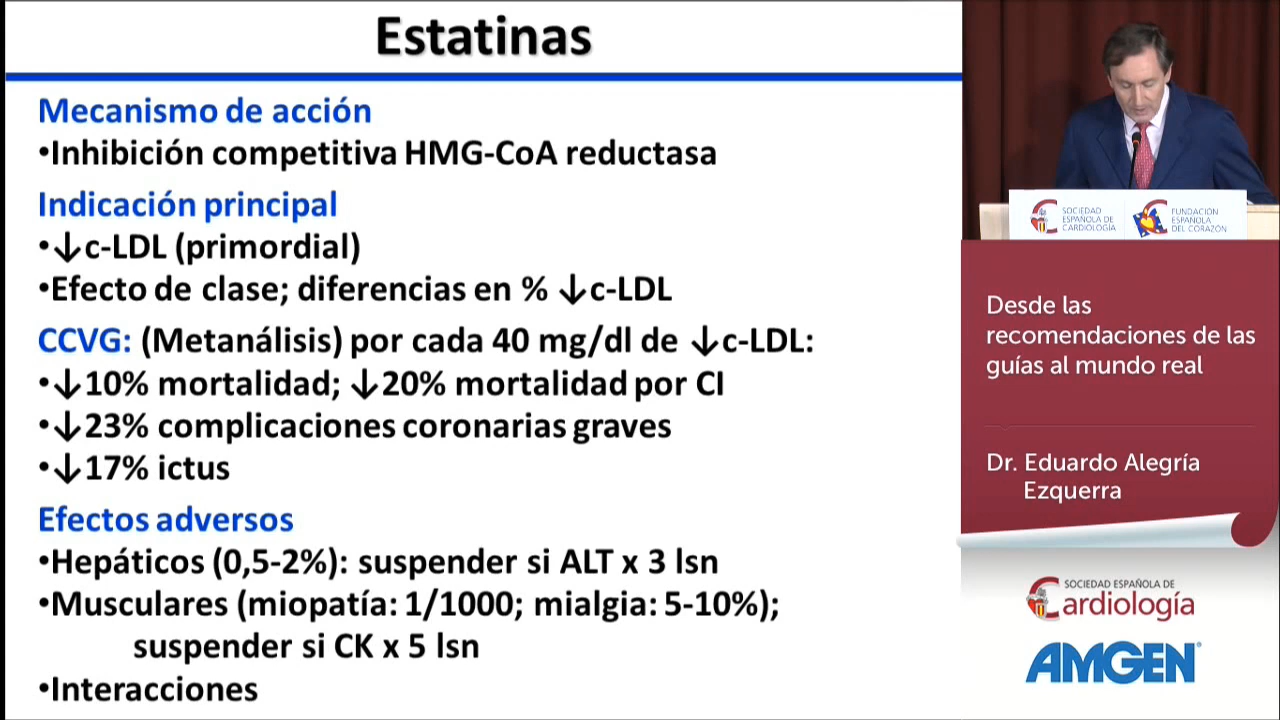 Estatinas
Mecanismo de acción
•Inhibición competitiva HMG-CoA reductasa
Indicación principal
•↓c-LDL (primordial)
•Efecto de clase; diferencias en % ↓c-LDL
CCVG: (Metanálisis) por cada 40 mg/dl de ↓c-LDL:
•↓10% mortalidad; ↓20% mortalidad por CI
•↓23% complicaciones coronarias graves
•↓17% ictus
Efectos adversos
•Hepáticos (0,5-2%): suspender si ALT x 3 lsn
•Musculares (miopatía: 1/1000; mialgia: 5-10%);
suspender si CK x 5 lsn
•Interacciones
SOCIEDAD
ESPAÑOLA DE
CARDIOLOGÍA
FUNDACIÓN
ESPAÑOLA
DEL CORAZÓN
Desde las
recomendaciones de las
guías al mundo real
Dr. Eduardo Alegría
Ezquerra
SOCIEDAD ESPAÑOLA DE
Cardiología
AMGEN®